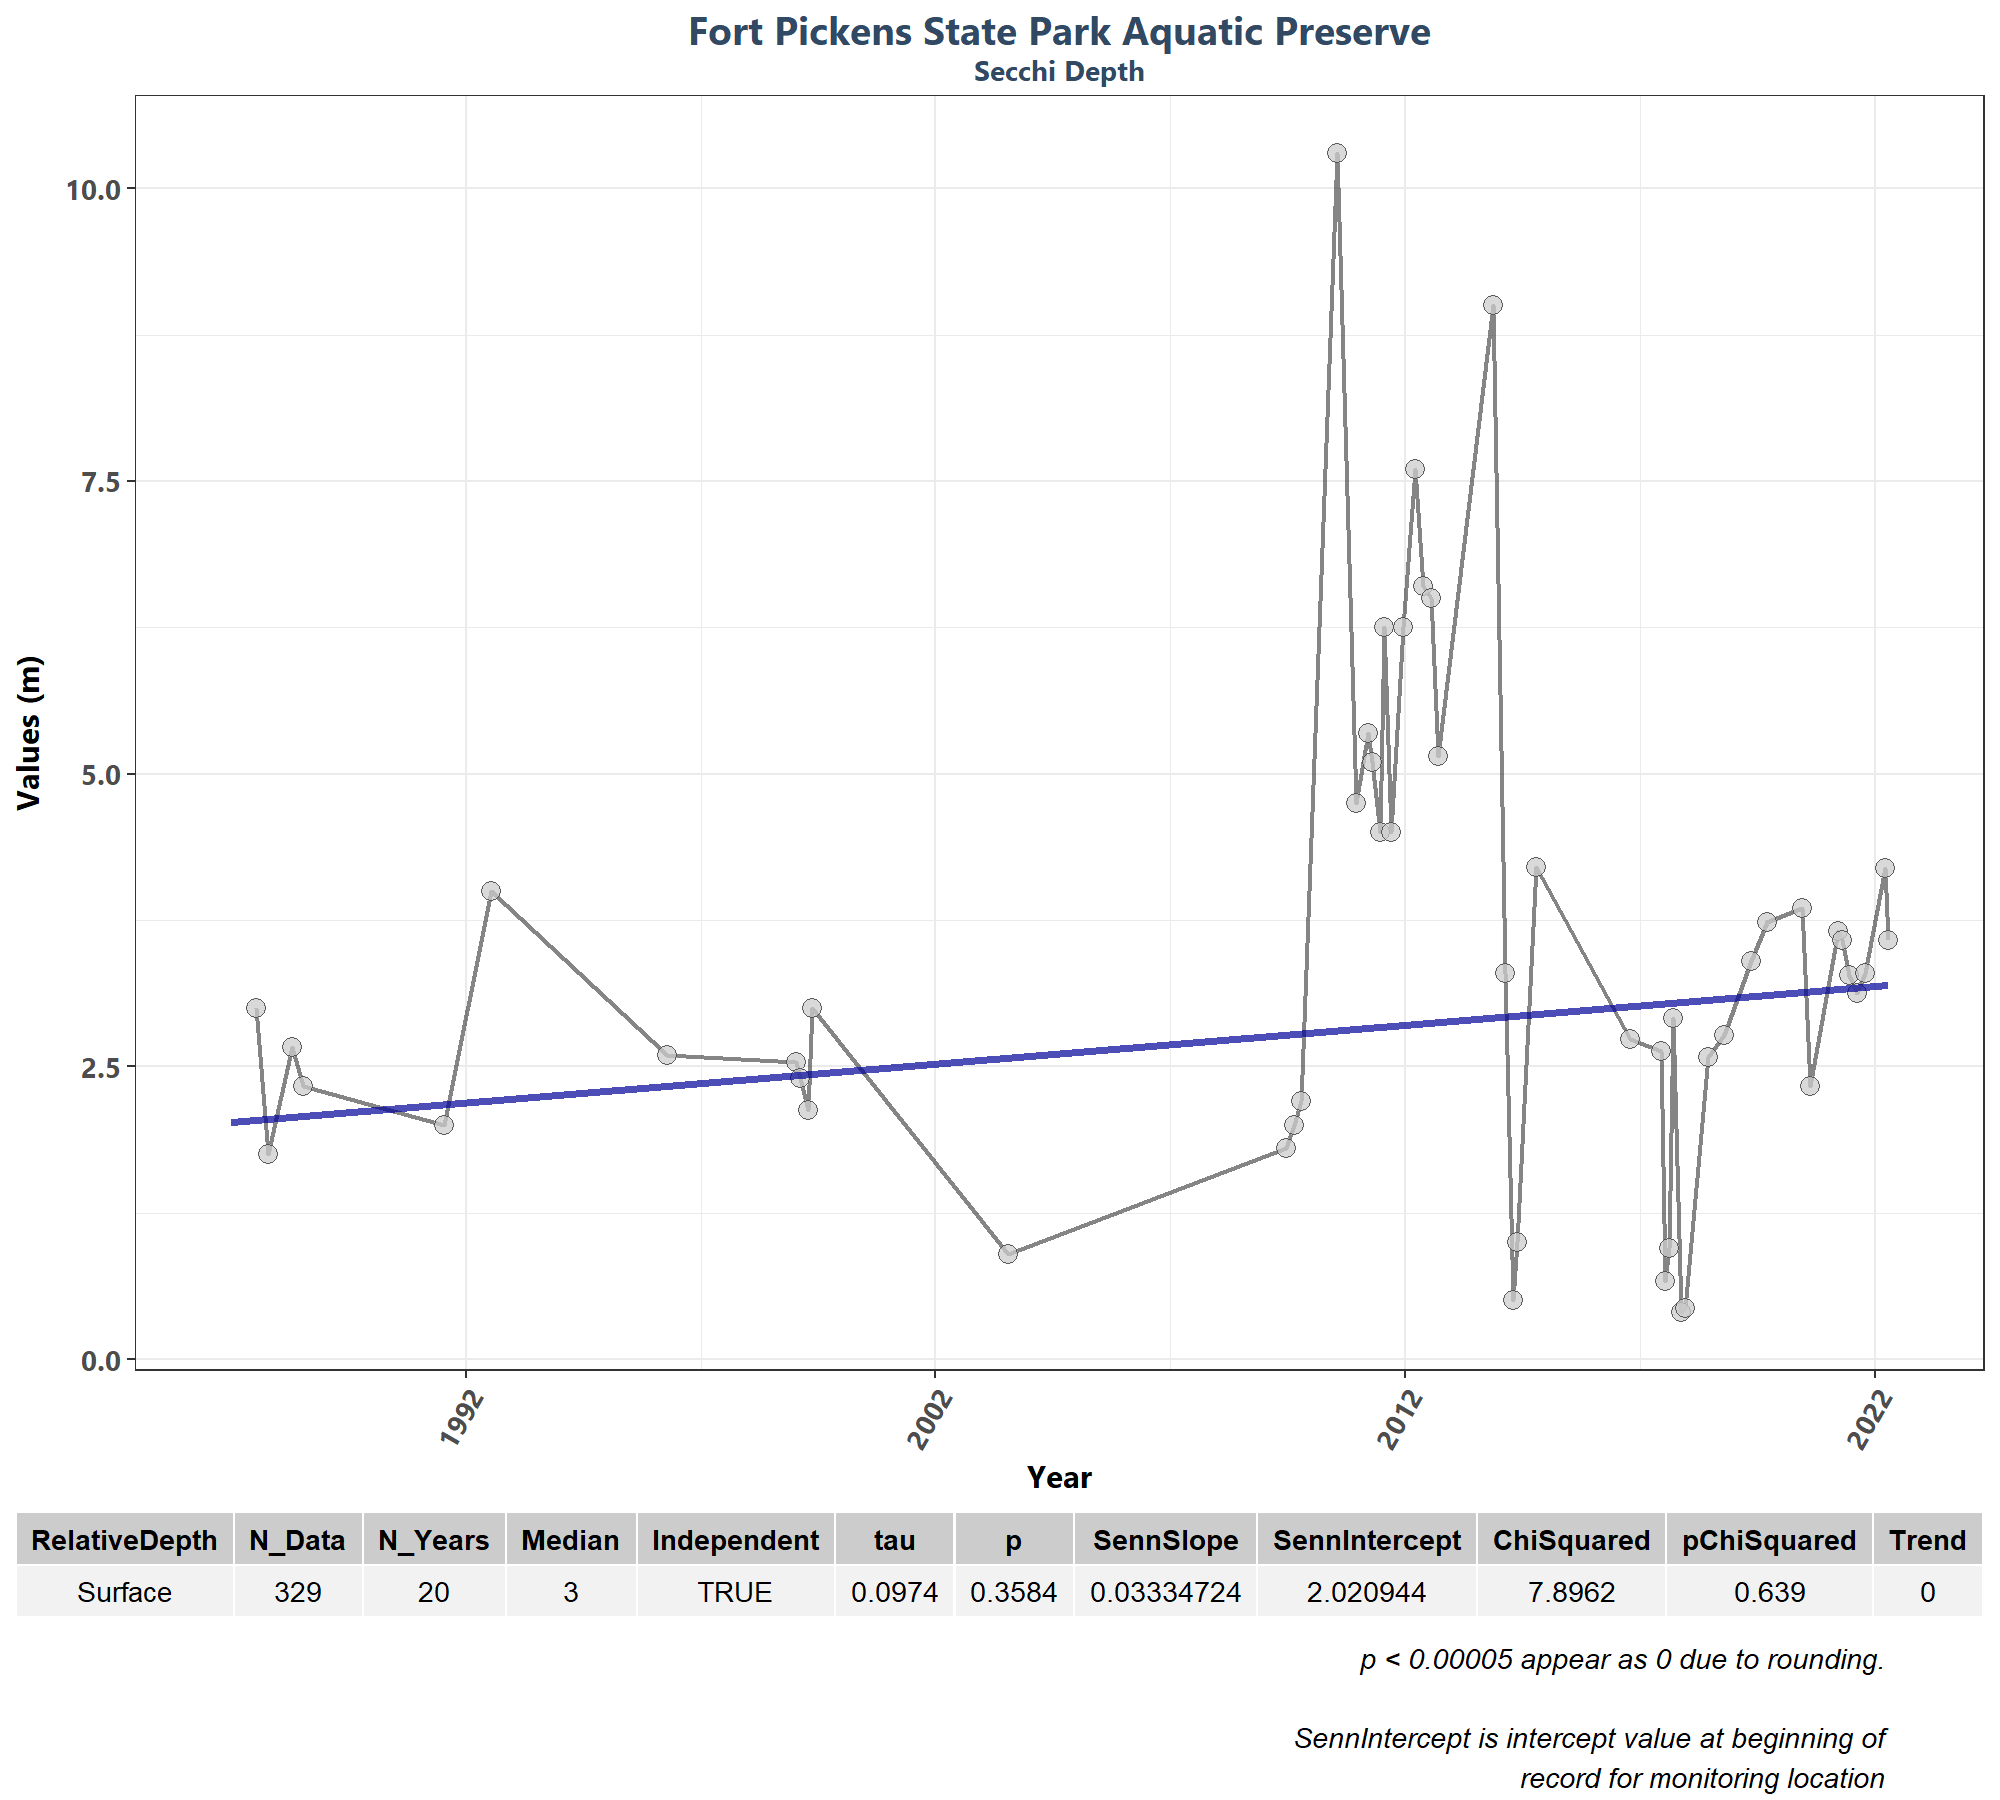 Fort Pickens State Park Aquatic Preserve
Secchi Depth
Values (m)
10.0
7.5
5.0
2.5
0.0
1992
2002
2012
2022
Year
RelativeDepth N_Data N_Years Median Independent tau p SennSlope SennIntercept ChiSquared pChiSquared Trend
Surface 329 20 3 TRUE 0.0974 0.3584 0.03334724 2.020944 7.8962 0.639 0
p < 0.00005 appear as 0 due to rounding.
SennIntercept is intercept value at beginning of
record for monitoring location